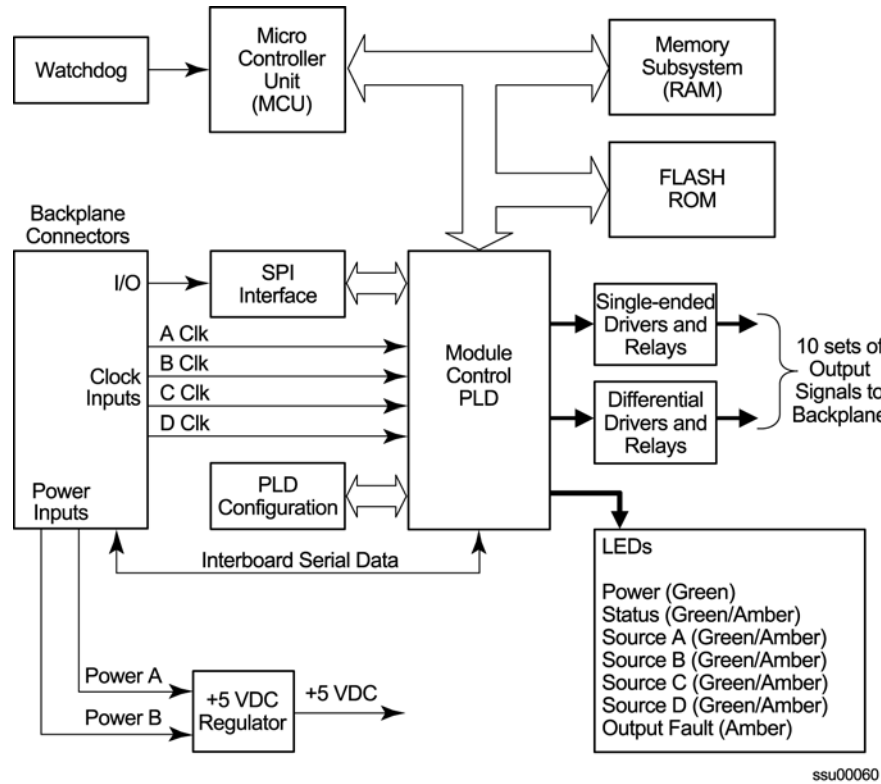 Watchdog
Micro
Controller
Unit
(MCU)
Memory
Subsystem
(RAM)
FLASH
ROM
Backplane
Connectors
I/O
SPI
Interface
A Clk
B Clk
Clock
Inputs
C Clk
D Clk
Module
Control
PLD
Single-ended
Drivers and
Relays
Differential
Drivers and
Relays
10 sets of
Output
Signals to
Backplane
Power
Inputs
PLD
Configuration
Interboard Serial Data
LEDs
Power (Green)
Status (Green/Amber)
Source A (Green/Amber)
Source B (Green/Amber)
Source C (Green/Amber)
Source D (Green/Amber)
Output Fault (Amber)
Power A
Power B
+5 VDC
Regulator
+5 VDC
ssu00060